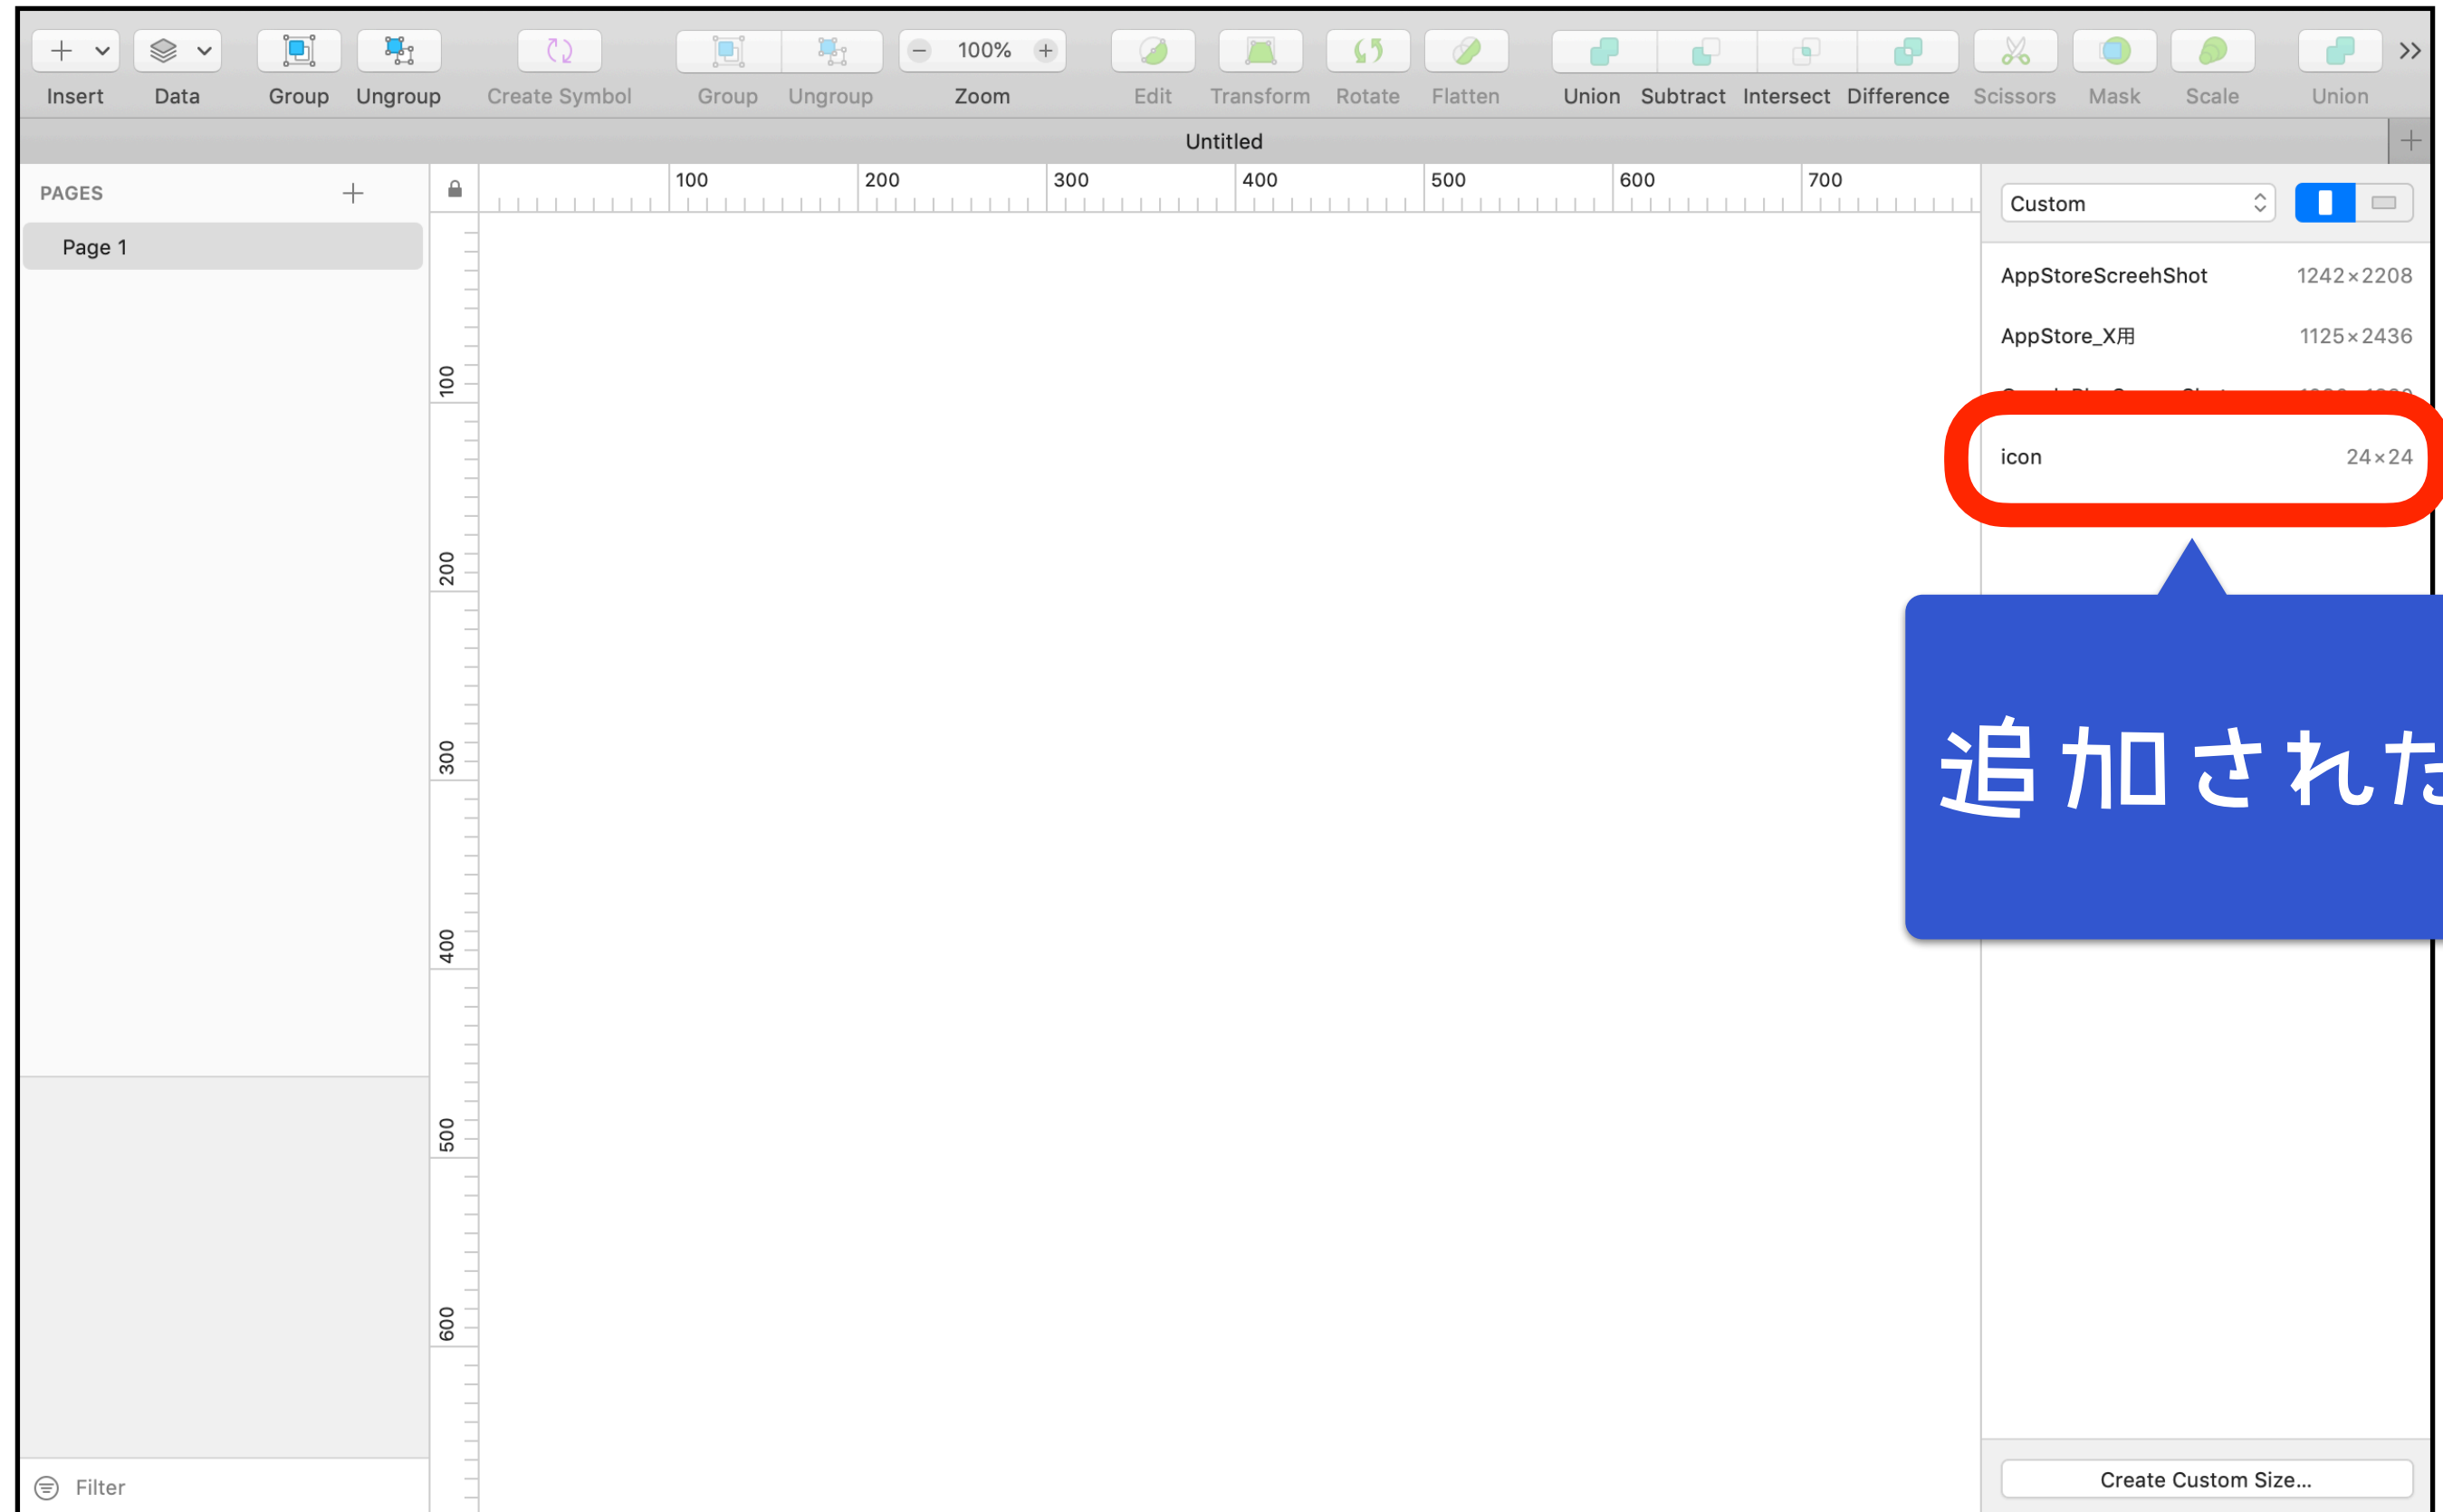 100%
Insert Data Group Ungroup Create Symbol Group Ungroup Zoom Edit Transform Rotate Flatten Union Subtract Intersect Difference Scissors Mask Scale Union
Untitled
PAGES
Page 1
100 200 300 400 500 600 700
100
200
300
400
500
600
Custom
AppStoreScreehShot 1242×2208
AppStore_X用 1125×2436
icon 24×24
追加された
Create Custom Size...
Filter